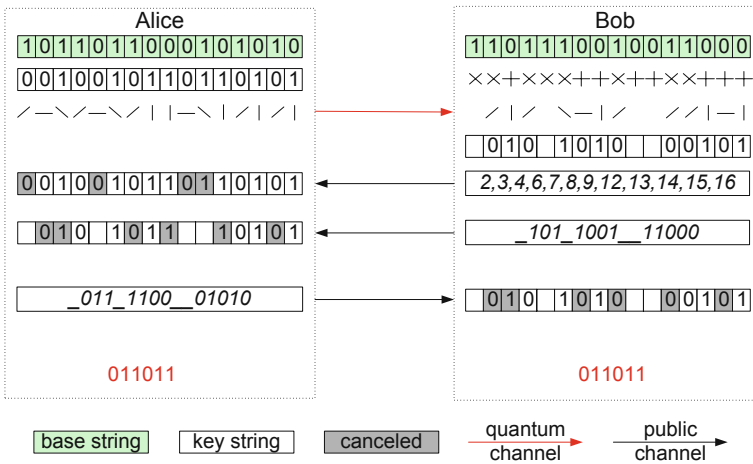 Alice
Bob
1011011000101010
1101110010011000
0010010110110101
××+×××++×++××+++
010 1010 00101
0010010110110101
2,3,4,6,7,8,9,12,13,14,15,16
010 1011 10101
_101_1001__11000
_011_1100__01010
010 1010 00101
011011
011011
base string
key string
canceled
quantum
channel
public
channel